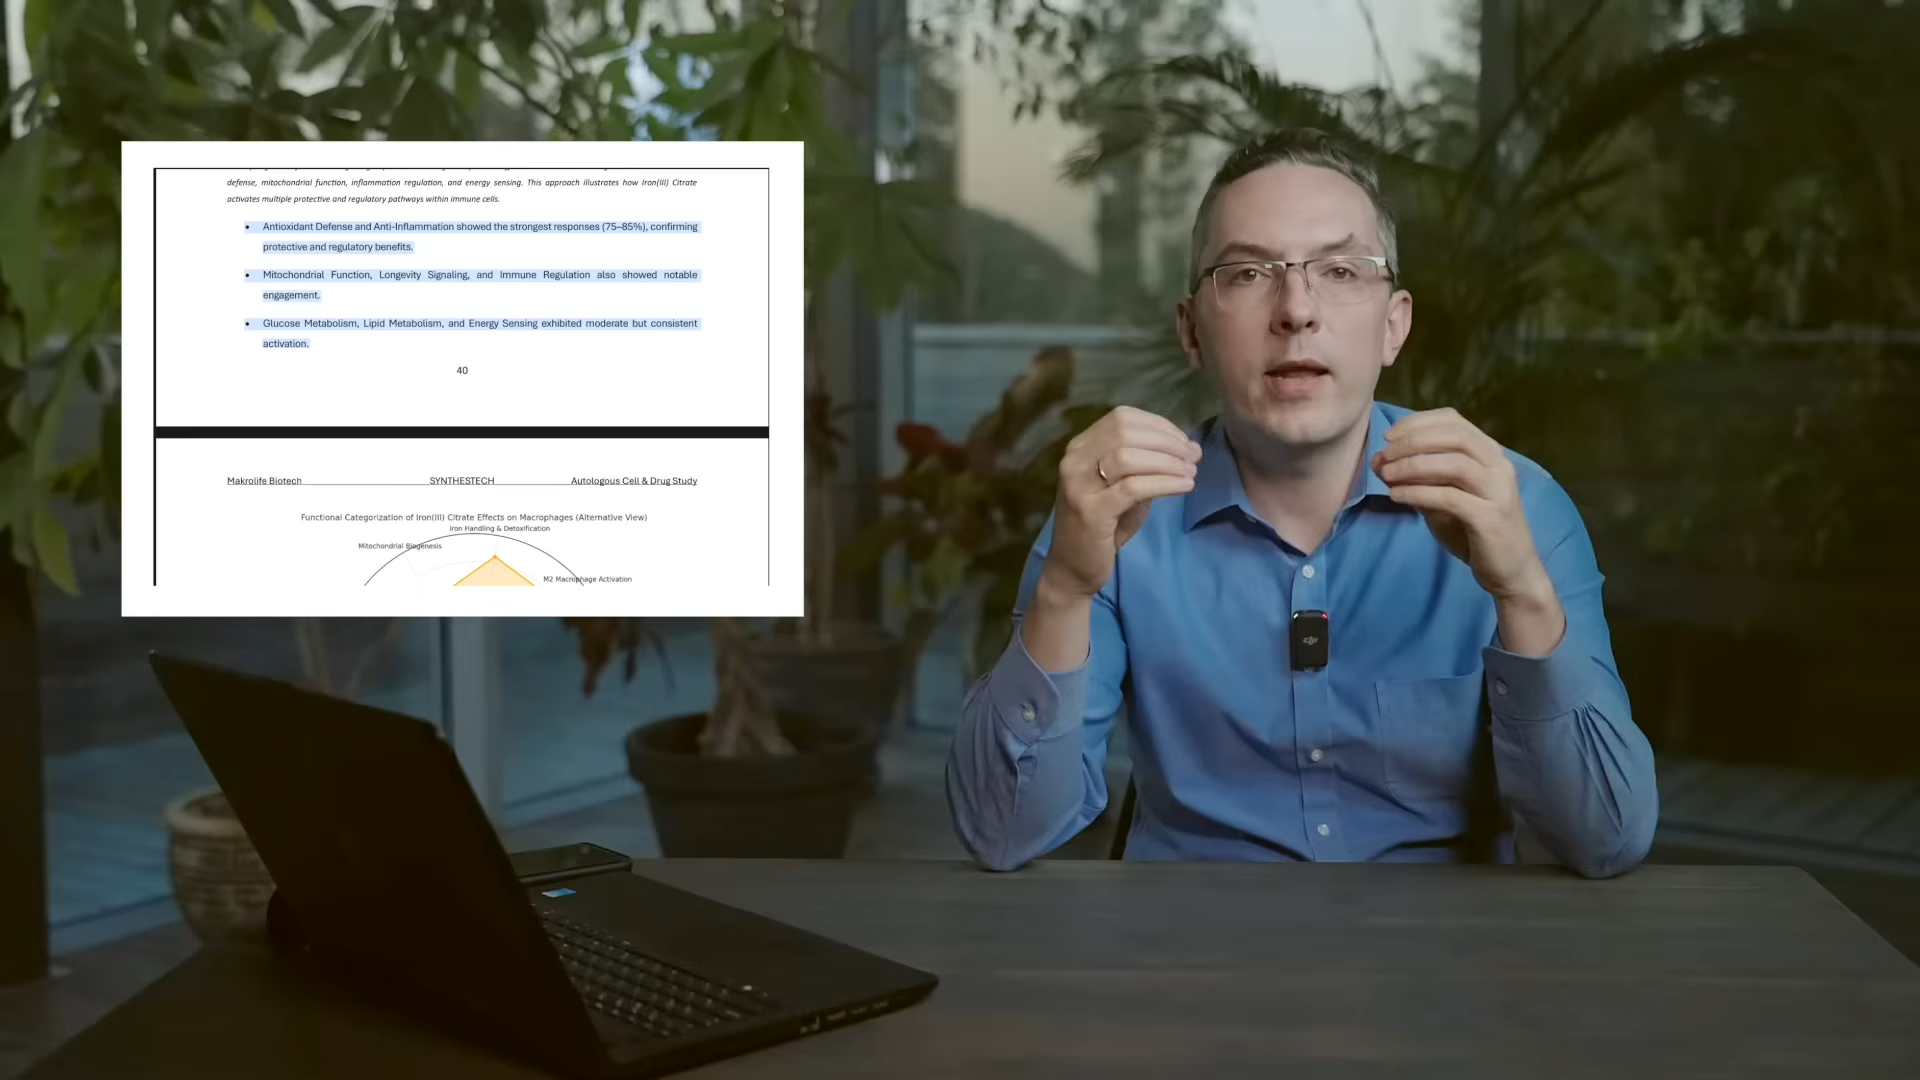 defense, mitochondrial function, inflammation regulation, and energy sensing. This approach illustrates how Iron(III) Citrate
activates multiple protective and regulatory pathways within immune cells.
• Antioxidant Defense and Anti-Inflammation showed the strongest responses (75–85%), confirming
protective and regulatory benefits.
• Mitochondrial Function, Longevity Signaling, and Immune Regulation also showed notable
engagement.
• Glucose Metabolism, Lipid Metabolism, and Energy Sensing exhibited moderate but consistent
activation.
40
Makrolife Biotech SYNTHESTECH Autologous Cell & Drug Study
Functional Categorization of Iron(III) Citrate Effects on Macrophages (Alternative View)
Iron Handling & Detoxification
Mitochondrial Biogenesis
M2 Macrophage Activation
dji